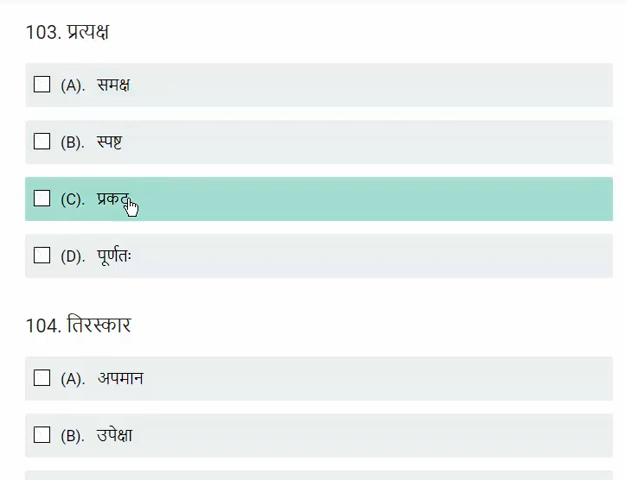 103. प्रत्यक्ष
(A). समक्ष
(B). स्पष्ट
(C). प्रकट
(D). पूर्णतः
104. तिरस्कार
(A). अपमान
(B). उपेक्षा